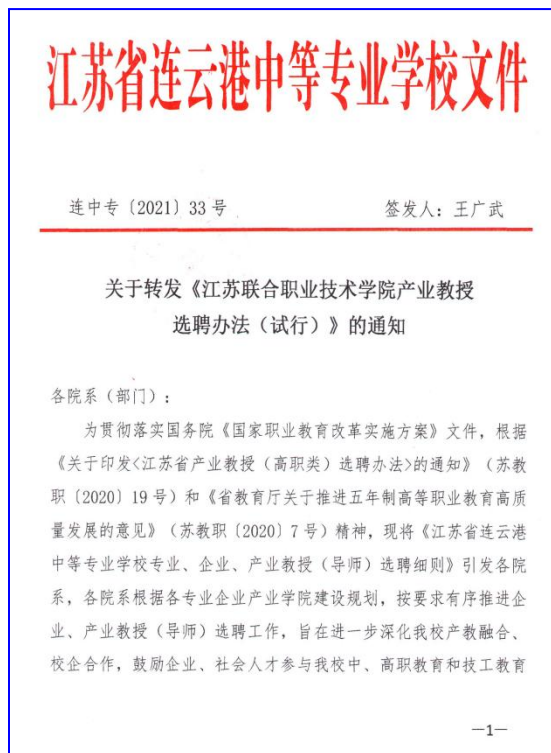 江苏省连云港中等专业学校文件
连中专〔2021〕33号 签发人：王广武
关于转发《江苏联合职业技术学院产业教授
选聘办法（试行）》的通知
各院系（部门）：
为贯彻落实国务院《国家职业教育改革实施方案》文件，根据
《关于印发<江苏省产业教授（高职类）选聘办法>的通知》（苏教
职〔2020〕19号）和《省教育厅关于推进五年制高等职业教育高质
量发展的意见》（苏教职〔2020〕7号）精神，现将《江苏省连云港
中等专业学校专业、企业、产业教授（导师）选聘细则》引发各院
系，各院系根据各专业企业产业学院建设规划，按要求有序推进企
业、产业教授（导师）选聘工作，旨在进一步深化我校产教融合、
校企合作，鼓励企业、社会人才参与我校中、高职教育和技工教育
—1—